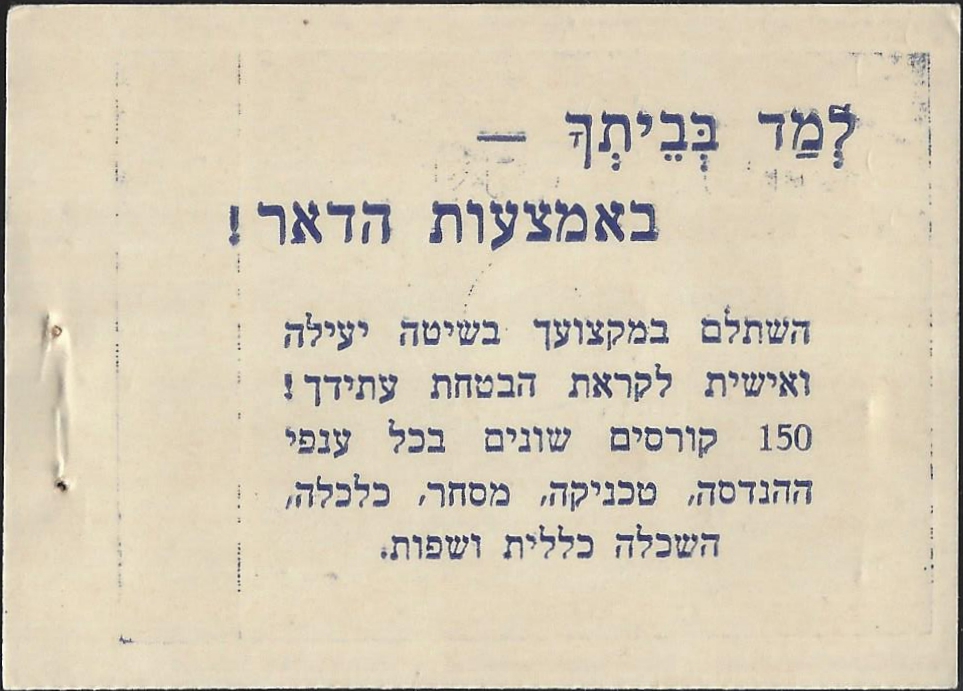 לְמַד בְּבֵיתְךָ —
באמצעות הדאר!
השתלם במקצועך בשיטה יעילה
ואישית לקראת הבטחת עתידך!
150 קורסים שונים בכל ענפי
ההנדסה, טכניקה, מסחר, כלכלה,
השכלה כללית ושפות.